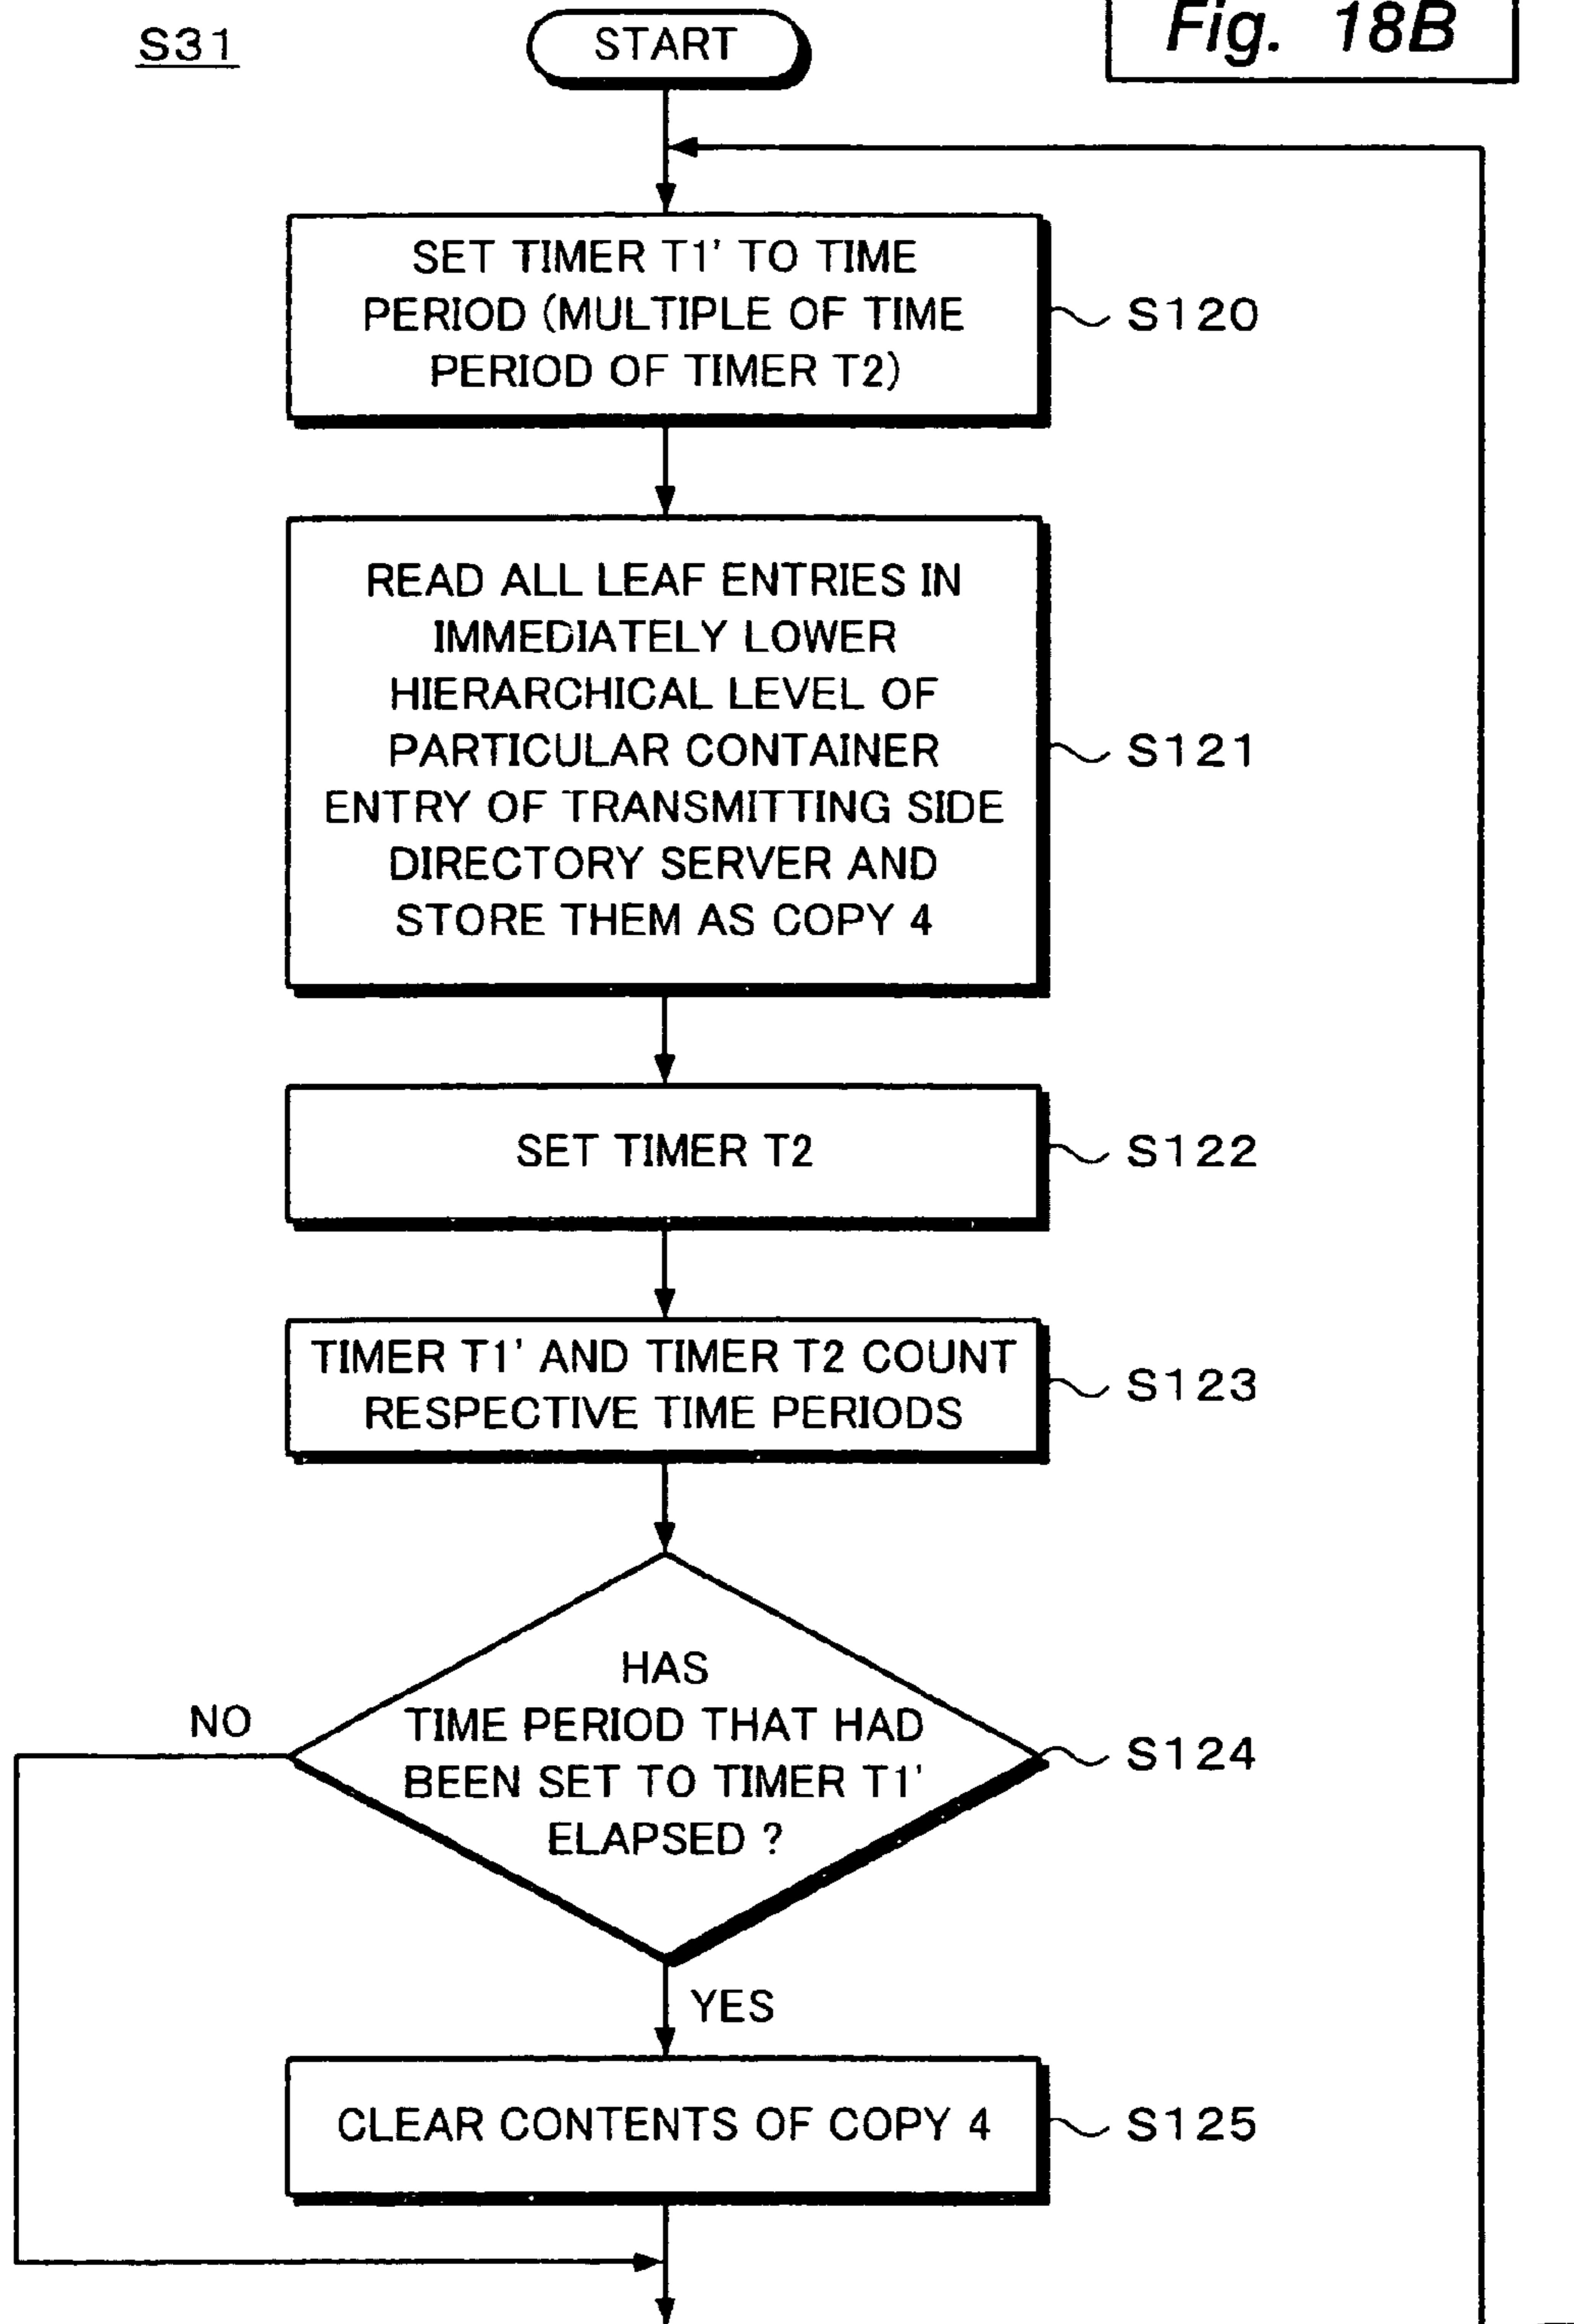 S31
START
Fig. 18B
SET TIMER T1' TO TIME
PERIOD (MULTIPLE OF TIME
PERIOD OF TIMER T2)
S120
READ ALL LEAF ENTRIES IN
IMMEDIATELY LOWER
HIERARCHICAL LEVEL OF
PARTICULAR CONTAINER
ENTRY OF TRANSMITTING SIDE
DIRECTORY SERVER AND
STORE THEM AS COPY 4
S121
SET TIMER T2
S122
TIMER T1' AND TIMER T2 COUNT
RESPECTIVE TIME PERIODS
S123
HAS
TIME PERIOD THAT HAD
BEEN SET TO TIMER T1'
ELAPSED ?
S124
NO
YES
CLEAR CONTENTS OF COPY 4
S125